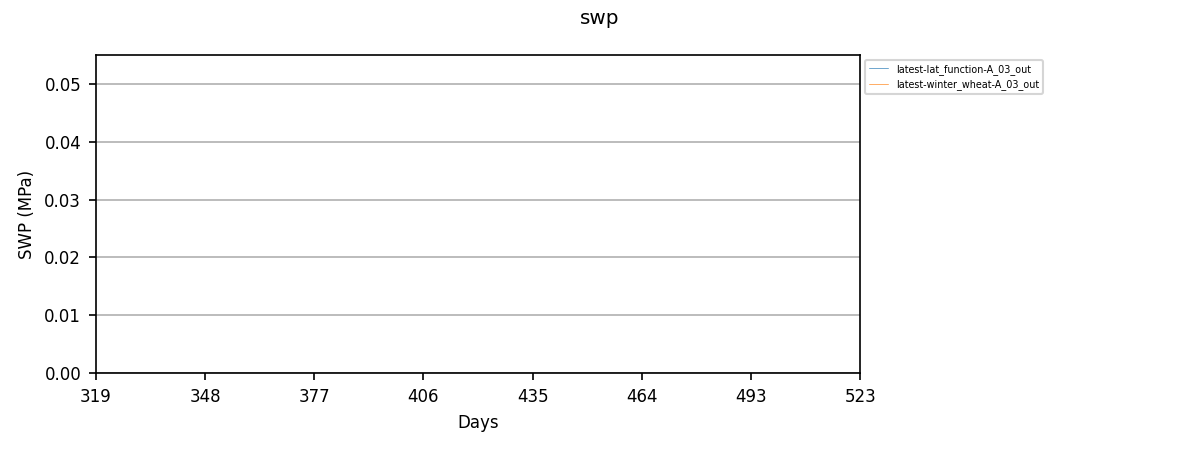 swp
latest-lat_function-A_03_out
latest-winter_wheat-A_03_out
SWP (MPa)
0.05
0.04
0.03
0.02
0.01
0.00
319 348 377 406 435 464 493 523
Days